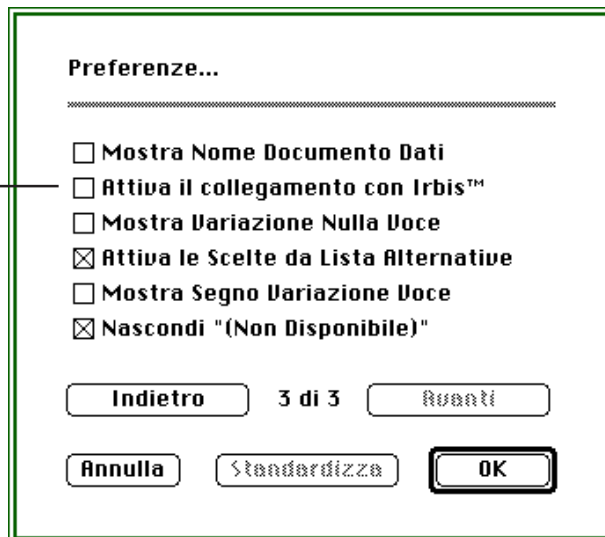 Preferenze...
Mostra Nome Documento Dati
Attiva il collegamento con Irbis™
Mostra Variazione Nulla Voce
Attiva le Scelte da Lista Alternative
Mostra Segno Variazione Voce
Nascondi "(Non Disponibile)"
Indietro 3 di 3 Avanti
Annulla Standardizza OK